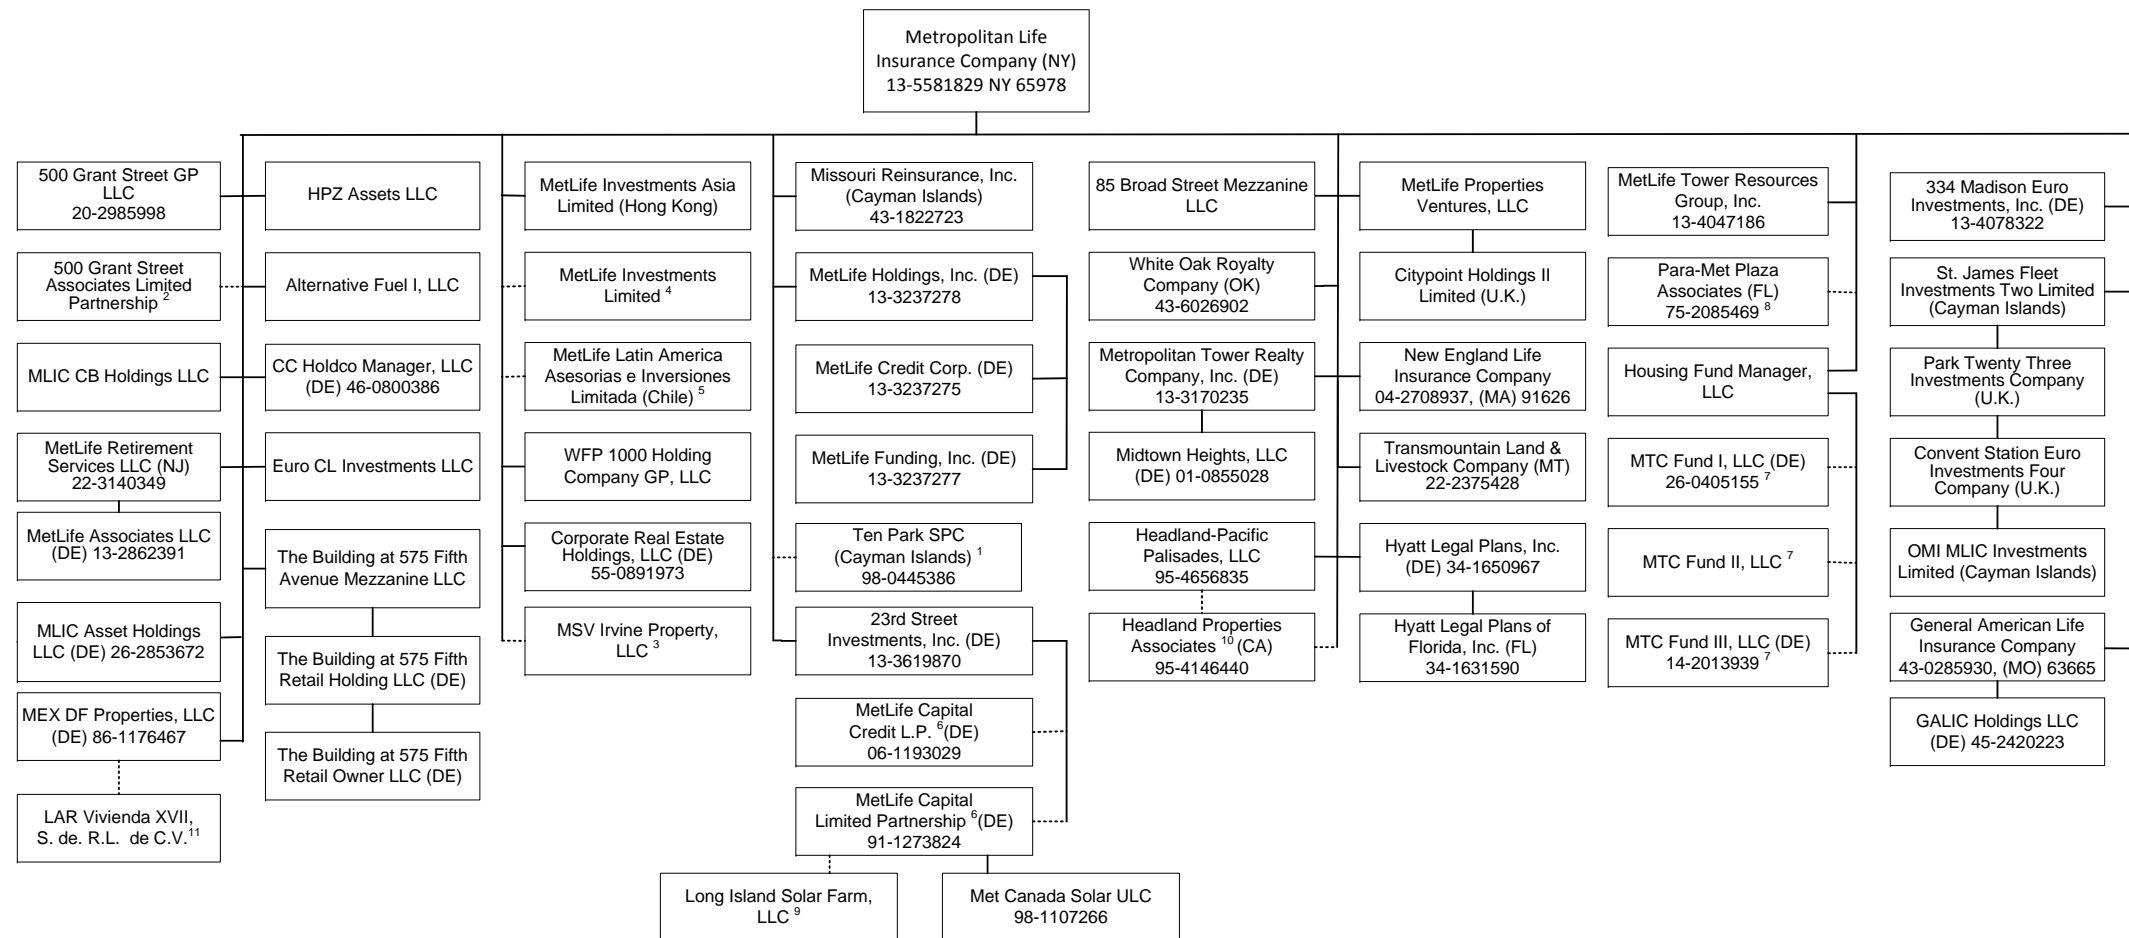 Metropolitan Life
Insurance Company (NY)
13-5581829 NY 65978
500 Grant Street GP
LLC
20-2985998
500 Grant Street
Associates Limited
Partnership 2
MLIC CB Holdings LLC
MetLife Retirement
Services LLC (NJ)
22-3140349
MetLife Associates LLC
(DE) 13-2862391
MLIC Asset Holdings
LLC (DE) 26-2853672
MEX DF Properties, LLC
(DE) 86-1176467
LAR Vivienda XVII,
S. de. R.L. de C.V.11
HPZ Assets LLC
Alternative Fuel I, LLC
CC Holdco Manager, LLC
(DE) 46-0800386
Euro CL Investments LLC
The Building at 575 Fifth
Avenue Mezzanine LLC
The Building at 575 Fifth
Retail Holding LLC (DE)
The Building at 575 Fifth
Retail Owner LLC (DE)
MetLife Investments Asia
Limited (Hong Kong)
MetLife Investments
Limited 4
MetLife Latin America
Asesorias e Inversiones
Limitada (Chile) 5
WFP 1000 Holding
Company GP, LLC
Corporate Real Estate
Holdings, LLC (DE)
55-0891973
MSV Irvine Property,
LLC 3
Missouri Reinsurance, Inc.
(Cayman Islands)
43-1822723
MetLife Holdings, Inc. (DE)
13-3237278
MetLife Credit Corp. (DE)
13-3237275
MetLife Funding, Inc. (DE)
13-3237277
Ten Park SPC
(Cayman Islands) 1
98-0445386
23rd Street
Investments, Inc. (DE)
13-3619870
MetLife Capital
Credit L.P. 6 (DE)
06-1193029
MetLife Capital
Limited Partnership 6 (DE)
91-1273824
Long Island Solar Farm,
LLC 9
Met Canada Solar ULC
98-1107266
85 Broad Street Mezzanine
LLC
White Oak Royalty
Company (OK)
43-6026902
Metropolitan Tower Realty
Company, Inc. (DE)
13-3170235
Midtown Heights, LLC
(DE) 01-0855028
Headland-Pacific
Palisades, LLC
95-4656835
Headland Properties
Associates 10 (CA)
95-4146440
MetLife Properties
Ventures, LLC
Citypoint Holdings II
Limited (U.K.)
New England Life
Insurance Company
04-2708937, (MA) 91626
Transmountain Land &
Livestock Company (MT)
22-2375428
Hyatt Legal Plans, Inc.
(DE) 34-1650967
Hyatt Legal Plans of
Florida, Inc. (FL)
34-1631590
MetLife Tower Resources
Group, Inc.
13-4047186
Para-Met Plaza
Associates (FL)
75-2085469 8
Housing Fund Manager,
LLC
MTC Fund I, LLC (DE)
26-0405155 7
MTC Fund II, LLC 7
MTC Fund III, LLC (DE)
14-2013939 7
334 Madison Euro
Investments, Inc. (DE)
13-4078322
St. James Fleet
Investments Two Limited
(Cayman Islands)
Park Twenty Three
Investments Company
(U.K.)
Convent Station Euro
Investments Four
Company (U.K.)
OMI MLIC Investments
Limited (Cayman Islands)
General American Life
Insurance Company
43-0285930, (MO) 63665
GALIC Holdings LLC
(DE) 45-2420223